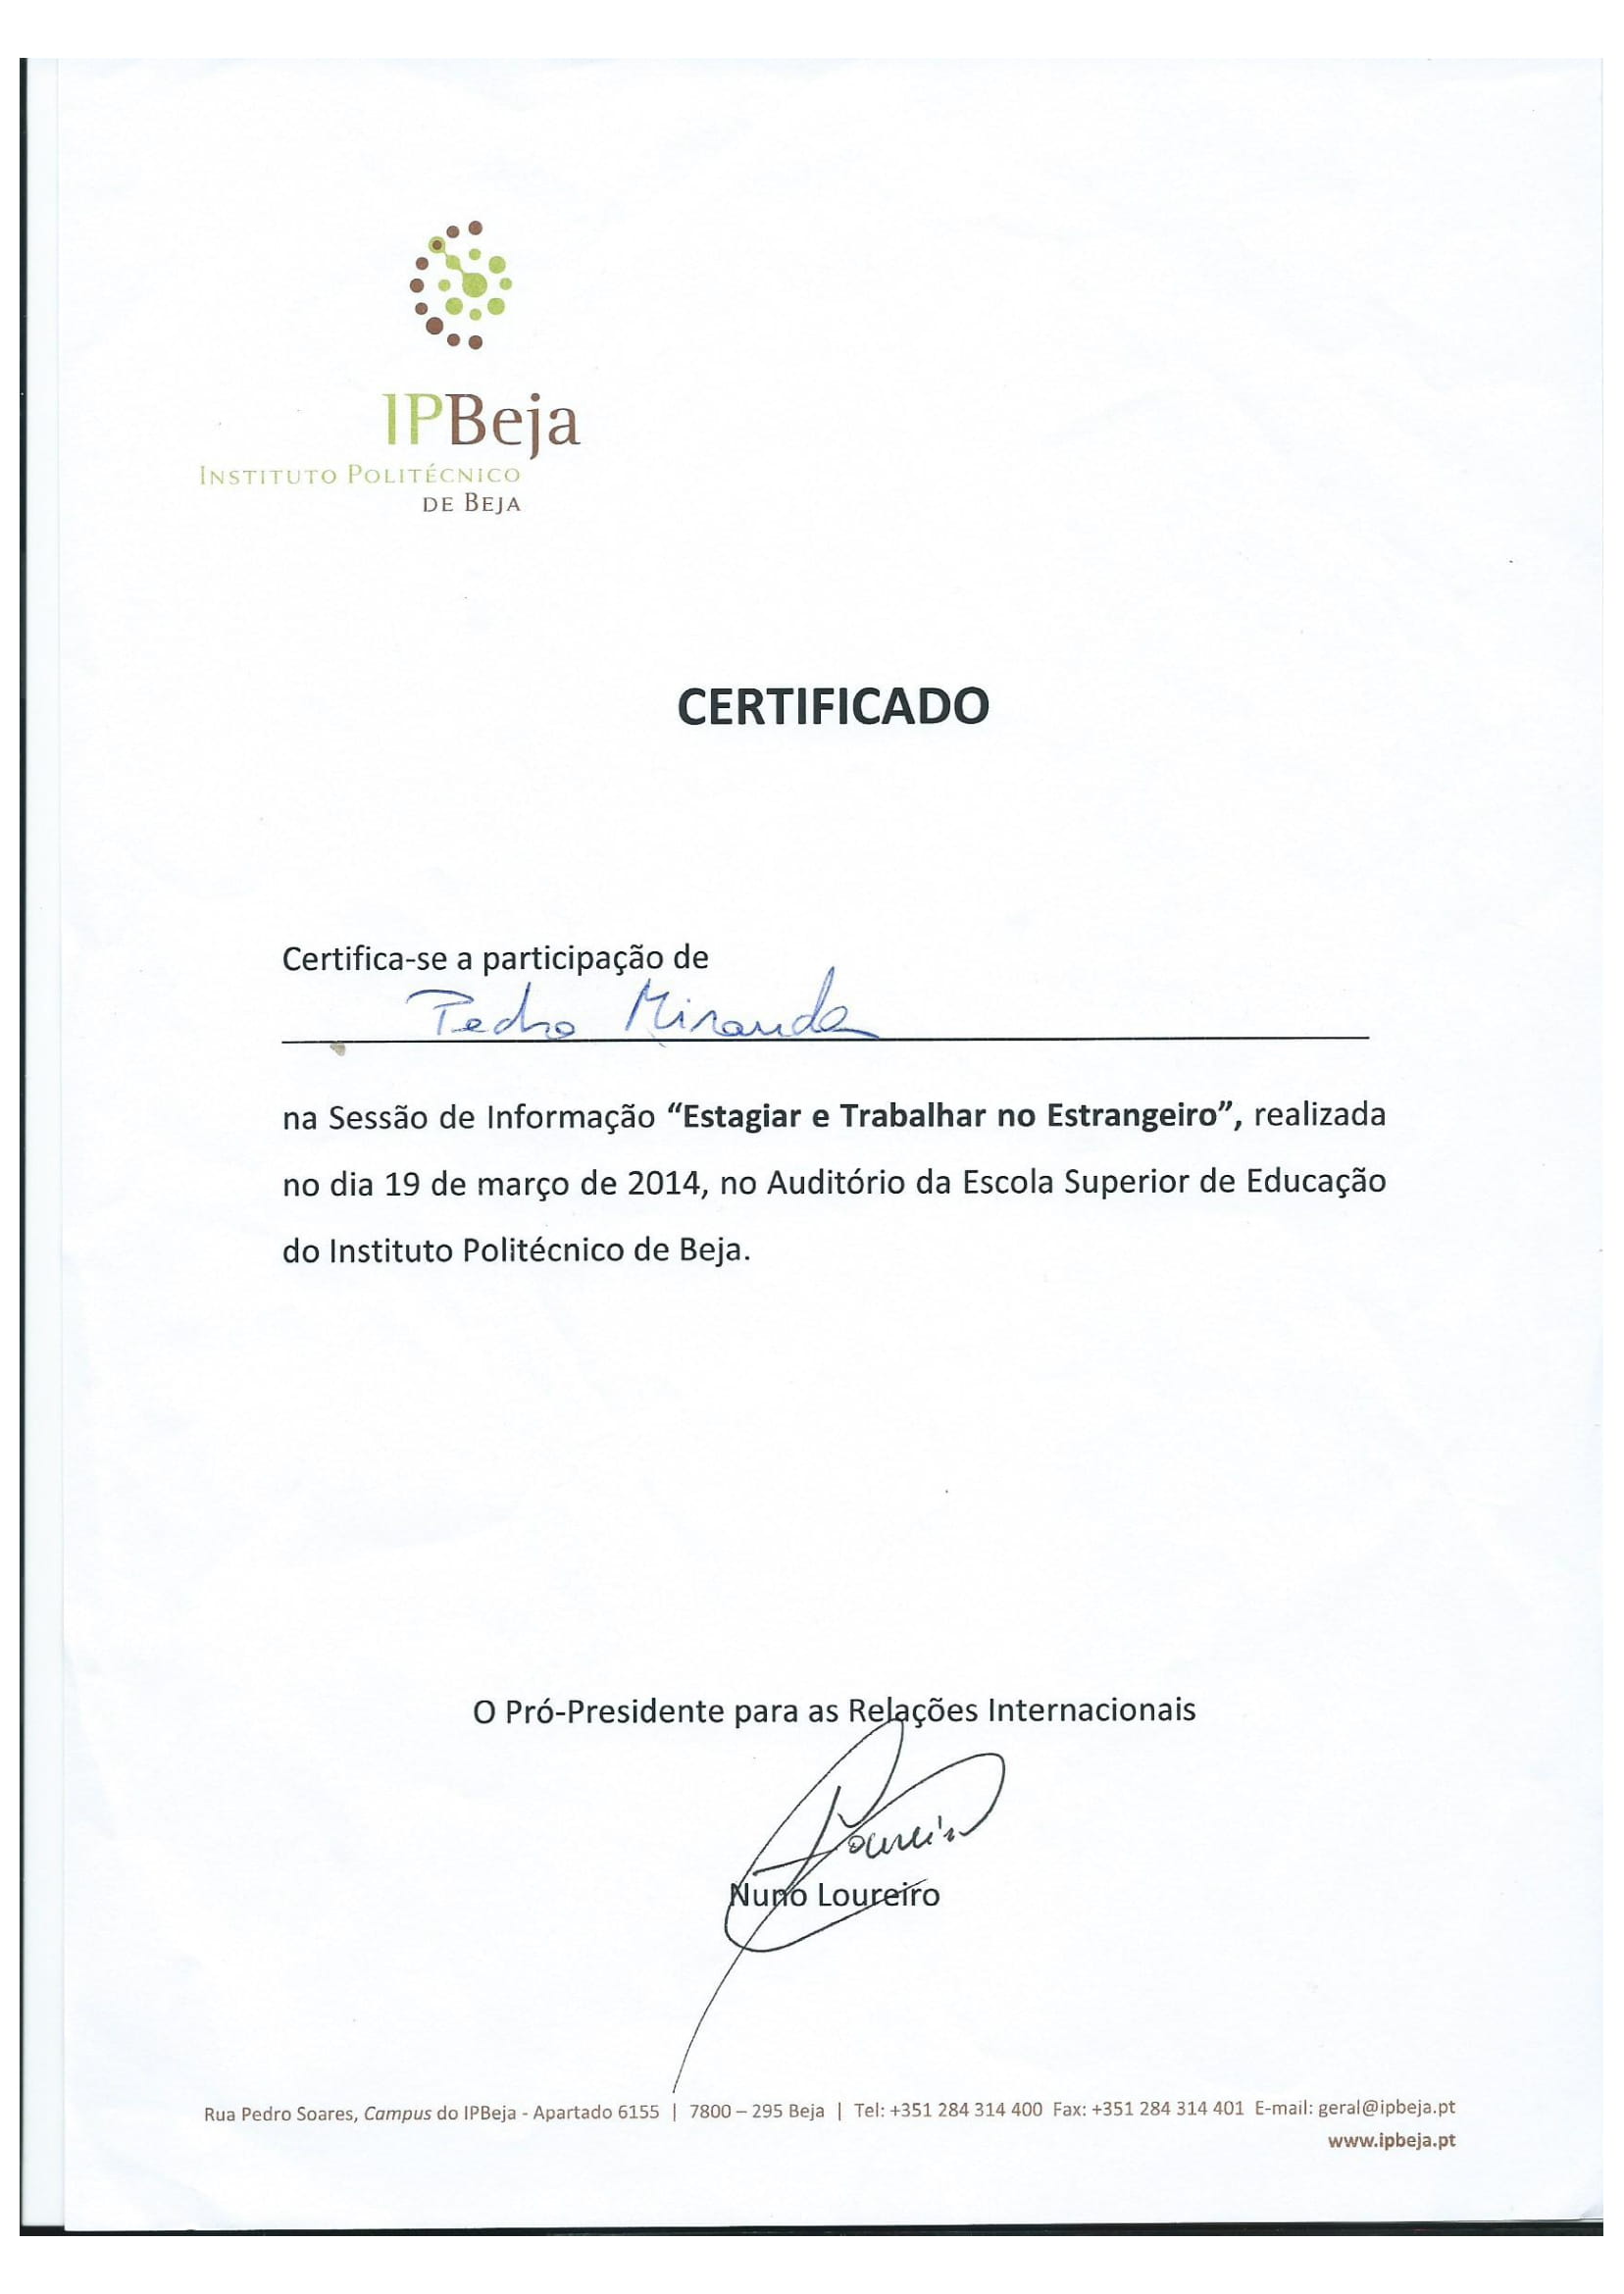 IPBeja
INSTITUTO POLITÉCNICO
DE BEJA
CERTIFICADO
Certifica-se a participação de
Pedro Miranda
na Sessão de Informação “Estagiar e Trabalhar no Estrangeiro”, realizada
no dia 19 de março de 2014, no Auditório da Escola Superior de Educação
do Instituto Politécnico de Beja.
O Pró-Presidente para as Relações Internacionais
Loureiro
Nuno Loureiro
Rua Pedro Soares, Campus do IPBeja - Apartado 6155 | 7800 – 295 Beja | Tel: +351 284 314 400 Fax: +351 284 314 401 E-mail: geral@ipbeja.pt
www.ipbeja.pt